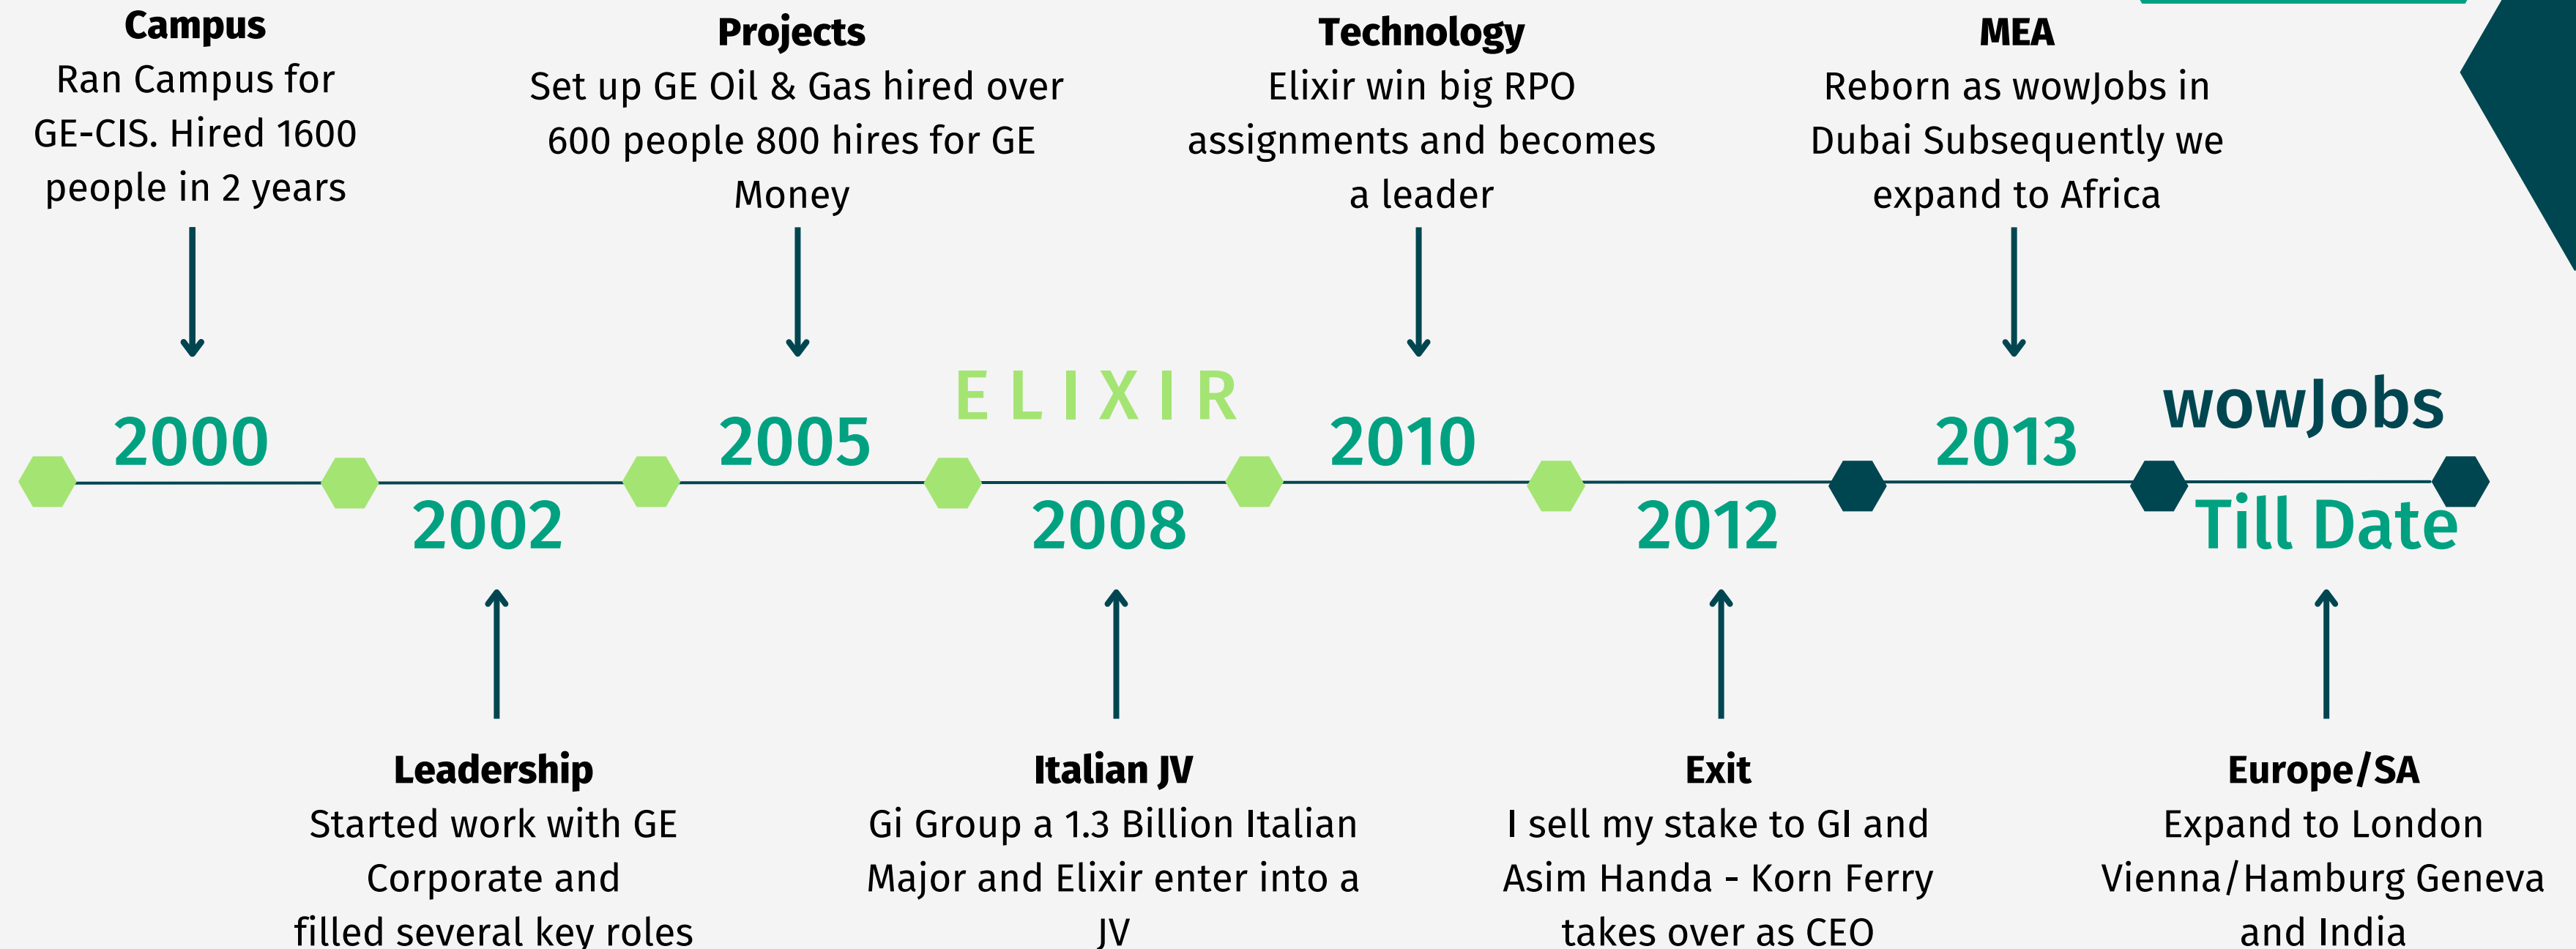 Campus
Ran Campus for
GE-CIS. Hired 1600
people in 2 years
Projects
Set up GE Oil & Gas hired over
600 people 800 hires for GE
Money
Technology
Elixir win big RPO
assignments and becomes
a leader
MEA
Reborn as wowJobs in
Dubai Subsequently we
expand to Africa
ELIXIR
wowJobs
2000
2005
2010
2013
2002
2008
2012
Till Date
Leadership
Started work with GE
Corporate and
filled several key roles
Italian JV
Gi Group a 1.3 Billion Italian
Major and Elixir enter into a
JV
Exit
I sell my stake to GI and
Asim Handa - Korn Ferry
takes over as CEO
Europe/SA
Expand to London
Vienna/Hamburg Geneva
and India